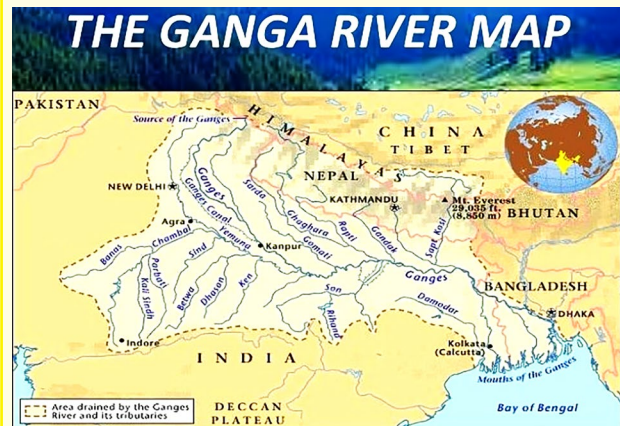 THE GANGA RIVER MAP
PAKISTAN
HIMALAYAS
Source of the Ganges
CHINA
TIBET
NEPAL
NEW DELHI
Ganges
Ganges Canal
Sarda
KATHMANDU
Mt. Everest
29,035 ft.
(8,850 m)
BHUTAN
Agra
Yemuna
Ghaghara
Rapti
Gandak
Sapt Kosi
Banas
Chambal
Sind
Kanpur
Gomati
Parbati
Kali Sindh
Betwa
Dhasan
Ken
Son
Rihand
Ganges
BANGLADESH
Damodar
DHAKA
Indore
Kolkata
(Calcutta)
INDIA
Mouths of the Ganges
Area drained by the Ganges
River and its tributaries
DECCAN
PLATEAU
Bay of Bengal